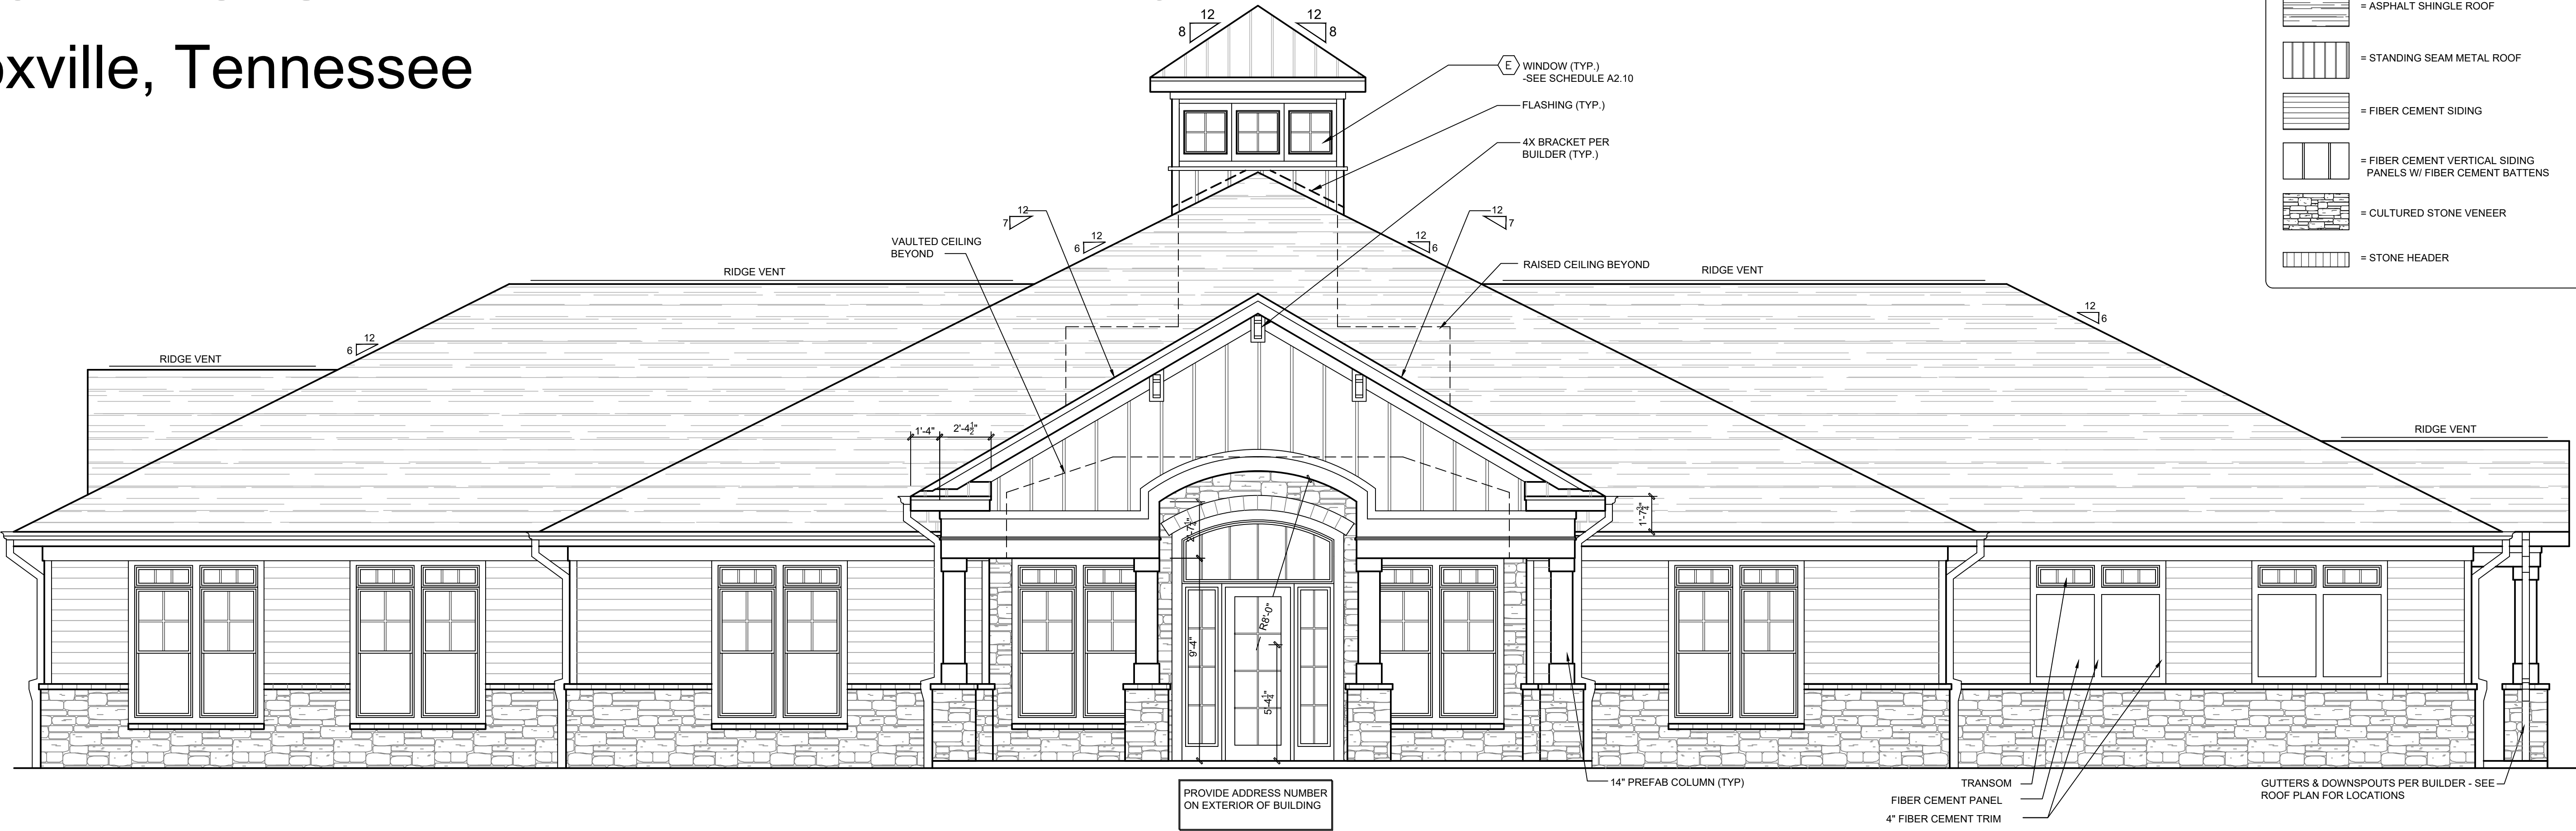 oxville, Tennessee
12
8
12
8
E
WINDOW (TYP.)
-SEE SCHEDULE A2.10
FLASHING (TYP.)
4X BRACKET PER
BUILDER (TYP.)
= ASPHALT SHINGLE ROOF
= STANDING SEAM METAL ROOF
= FIBER CEMENT SIDING
= FIBER CEMENT VERTICAL SIDING
PANELS W/ FIBER CEMENT BATTENS
= CULTURED STONE VENEER
= STONE HEADER
12
7
12
7
12
6
12
6
VAULTED CEILING
BEYOND
RAISED CEILING BEYOND
RIDGE VENT
RIDGE VENT
12
6
12
6
RIDGE VENT
RIDGE VENT
1'-4"
2'-4½"
1'-7¾"
2'-7½"
R8'-0"
9'-4"
5'-4¼"
PROVIDE ADDRESS NUMBER
ON EXTERIOR OF BUILDING
14" PREFAB COLUMN (TYP)
TRANSOM
FIBER CEMENT PANEL
4" FIBER CEMENT TRIM
GUTTERS & DOWNSPOUTS PER BUILDER - SEE
ROOF PLAN FOR LOCATIONS